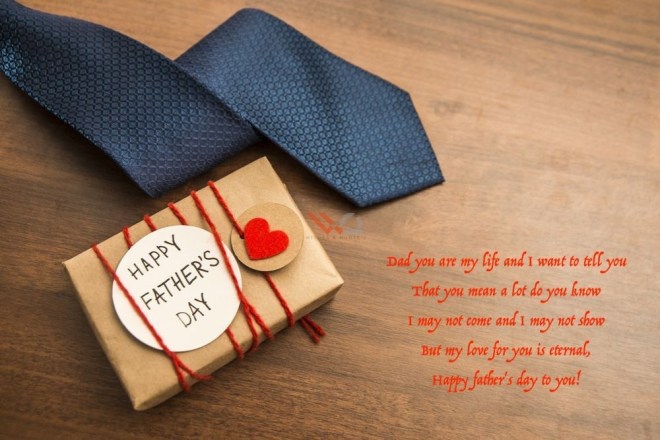 HAPPY
FATHER'S
DAY
Dad you are my life and I want to tell you
That you mean a lot do you know
I may not come and I may not show
But my love for you is eternal,
Happy father's day to you!